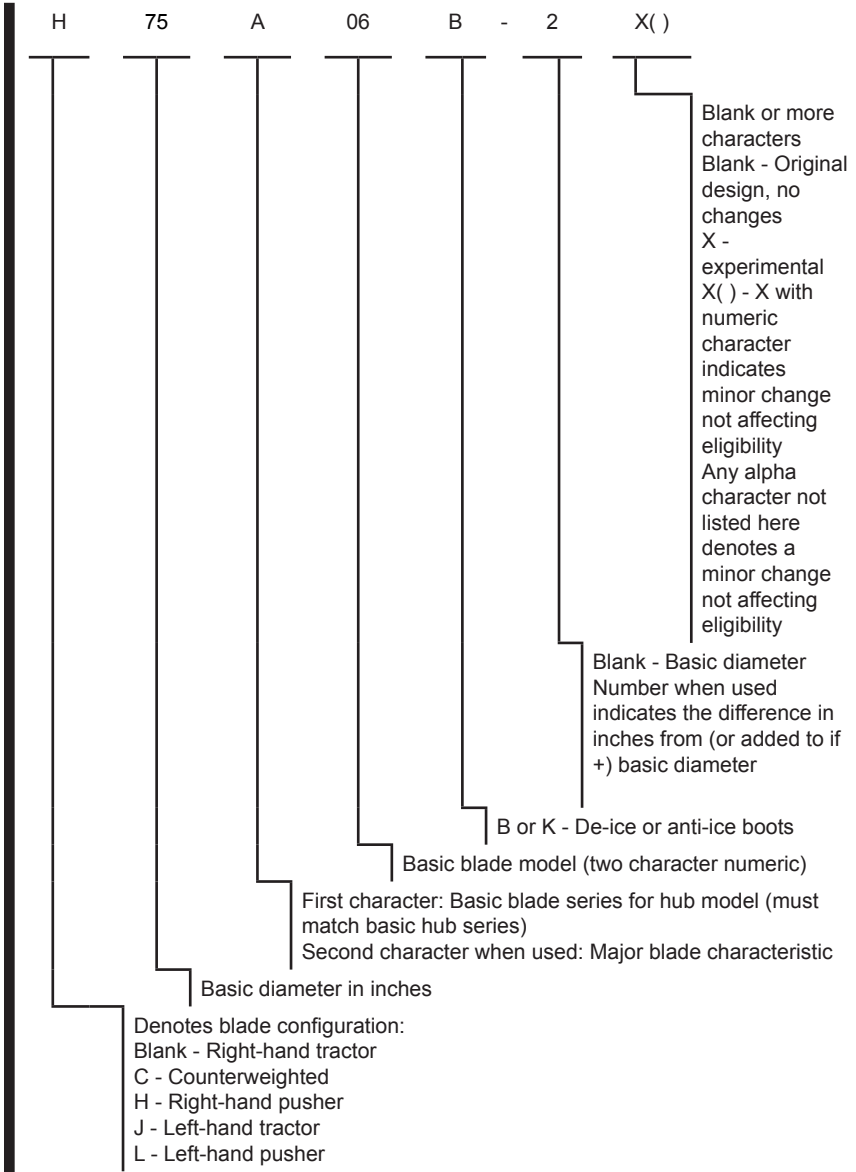 H 75 A 06 B - 2 X( )
Blank or more
characters
Blank - Original
design, no
changes
X -
experimental
X( ) - X with
numeric
character
indicates
minor change
not affecting
eligibility
Any alpha
character not
listed here
denotes a
minor change
not affecting
eligibility
Blank - Basic diameter
Number when used
indicates the difference in
inches from (or added to if
+) basic diameter
B or K - De-ice or anti-ice boots
Basic blade model (two character numeric)
First character: Basic blade series for hub model (must
match basic hub series)
Second character when used: Major blade characteristic
Basic diameter in inches
Denotes blade configuration:
Blank - Right-hand tractor
C - Counterweighted
H - Right-hand pusher
J - Left-hand tractor
L - Left-hand pusher